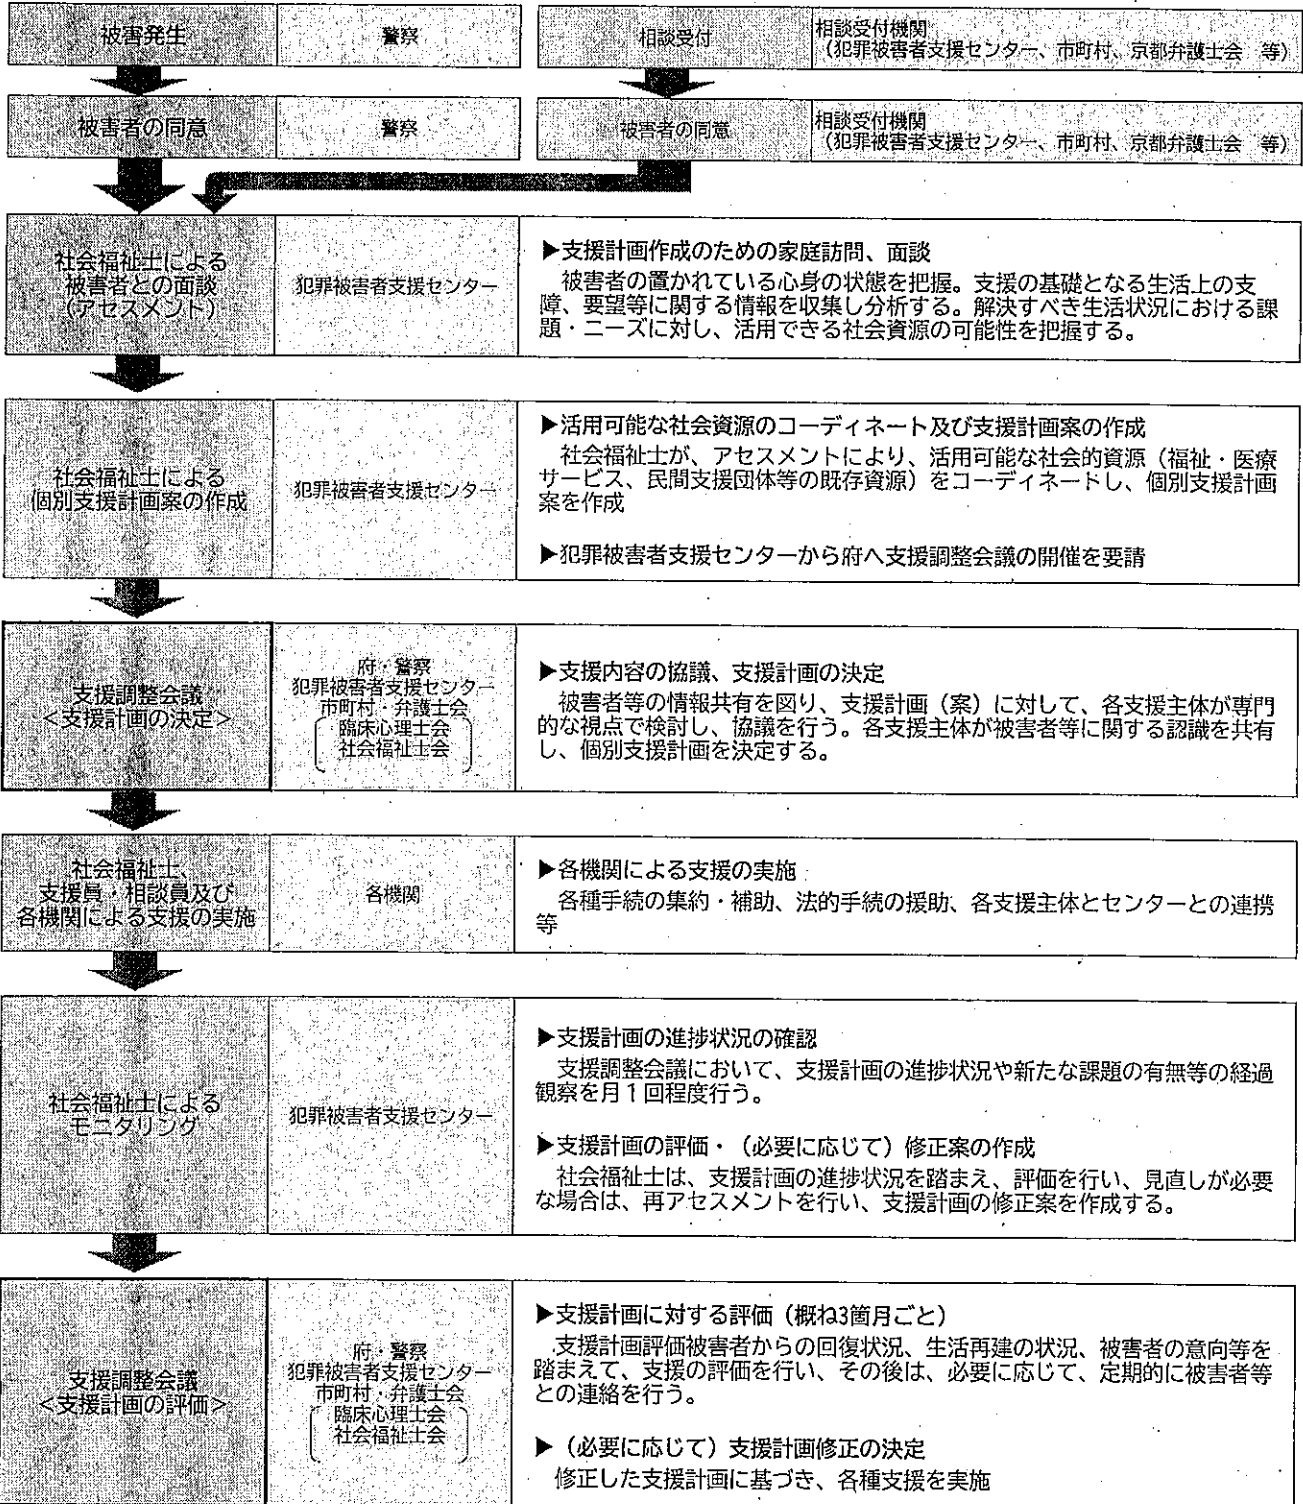 被害発生
警察
相談受付
相談受付機関
（犯罪被害者支援センター、市町村、京都弁護士会　等）
被害者の同意
警察
被害者の同意
相談受付機関
（犯罪被害者支援センター、市町村、京都弁護士会　等）
社会福祉士による
被害者との面談
（アセスメント）
犯罪被害者支援センター
▶支援計画作成のための家庭訪問、面談
被害者の置かれている心身の状態を把握。支援の基礎となる生活上の支
障、要望等に関する情報を収集し分析する。解決すべき生活状況における課
題・ニーズに対し、活用できる社会資源の可能性を把握する。
社会福祉士による
個別支援計画案の作成
犯罪被害者支援センター
▶活用可能な社会資源のコーディネート及び支援計画案の作成
社会福祉士が、アセスメントにより、活用可能な社会的資源（福祉・医療
サービス、民間支援団体等の既存資源）をコーディネートし、個別支援計画
案を作成
▶犯罪被害者支援センターから府へ支援調整会議の開催を要請
支援調整会議
＜支援計画の決定＞
府・警察
犯罪被害者支援センター
市町村・弁護士会
臨床心理士会
社会福祉士会
▶支援内容の協議、支援計画の決定
被害者等の情報共有を図り、支援計画（案）に対して、各支援主体が専門
的な視点で検討し、協議を行う。各支援主体が被害者等に関する認識を共有
し、個別支援計画を決定する。
社会福祉士、
支援員・相談員及び
各機関による支援の実施
各機関
▶各機関による支援の実施
各種手続の集約・補助、法的手続の援助、各支援主体とセンターとの連携
等
社会福祉士による
モニタリング
犯罪被害者支援センター
▶支援計画の進捗状況の確認
支援調整会議において、支援計画の進捗状況や新たな課題の有無等の経過
観察を月１回程度行う。
▶支援計画の評価・（必要に応じて）修正案の作成
社会福祉士は、支援計画の進捗状況を踏まえ、評価を行い、見直しが必要
な場合は、再アセスメントを行い、支援計画の修正案を作成する。
支援調整会議
＜支援計画の評価＞
府・警察
犯罪被害者支援センター
市町村・弁護士会
臨床心理士会
社会福祉士会
▶支援計画に対する評価（概ね3箇月ごと）
支援計画評価被害者からの回復状況、生活再建の状況、被害者の意向等を
踏まえて、支援の評価を行い、その後は、必要に応じて、定期的に被害者等
との連絡を行う。
▶（必要に応じて）支援計画修正の決定
修正した支援計画に基づき、各種支援を実施